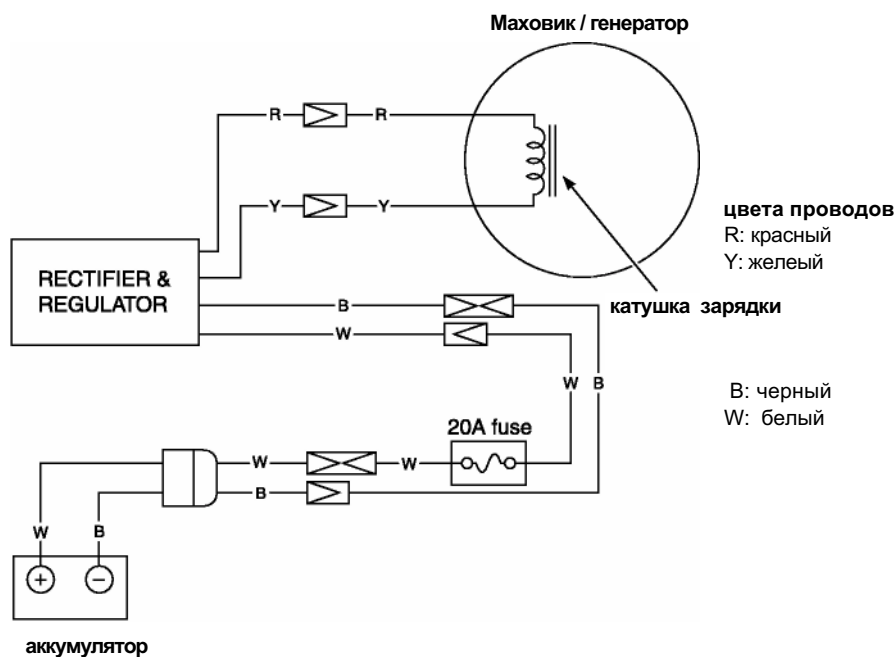 Маховик / генератор
R
R
Y
Y
цвета проводов
R: красный
Y: желеый
RECTIFIER &
REGULATOR
B
W
катушка зарядки
W
B
B: черный
W: белый
20A fuse
W
W
B
W
B
+
−
аккумулятор